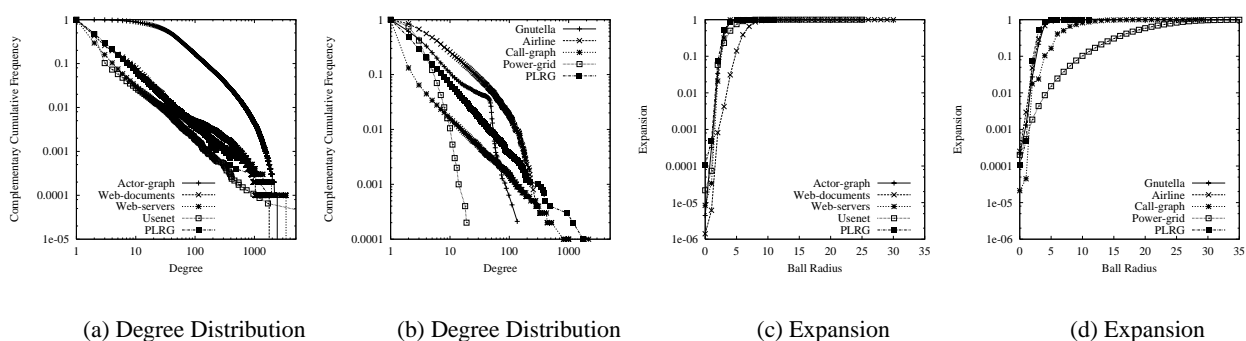 Complementary Cumulative Frequency
1
0.1
0.01
0.001
0.0001
1e-05
1 10 100 1000
Degree
Actor-graph
Web-documents
Web-servers
Usenet
PLRG
(a) Degree Distribution
Complementary Cumulative Frequency
1
0.1
0.01
0.001
0.0001
1 10 100 1000
Degree
Gnutella
Airline
Call-graph
Power-grid
PLRG
(b) Degree Distribution
Expansion
1
0.1
0.01
0.001
0.0001
1e-05
1e-06
0 5 10 15 20 25 30 35
Ball Radius
Actor-graph
Web-documents
Web-servers
Usenet
PLRG
(c) Expansion
Expansion
1
0.1
0.01
0.001
0.0001
1e-05
1e-06
0 5 10 15 20 25 30 35
Ball Radius
Gnutella
Airline
Call-graph
Power-grid
PLRG
(d) Expansion